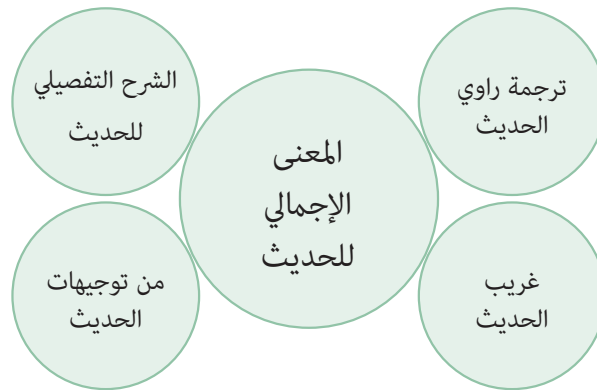 ترجمة راوي
الحديث
الشرح التفصيلي
للحديث
المعنى
الإجمالي
للحديث
غريب
الحديث
من توجيهات
الحديث